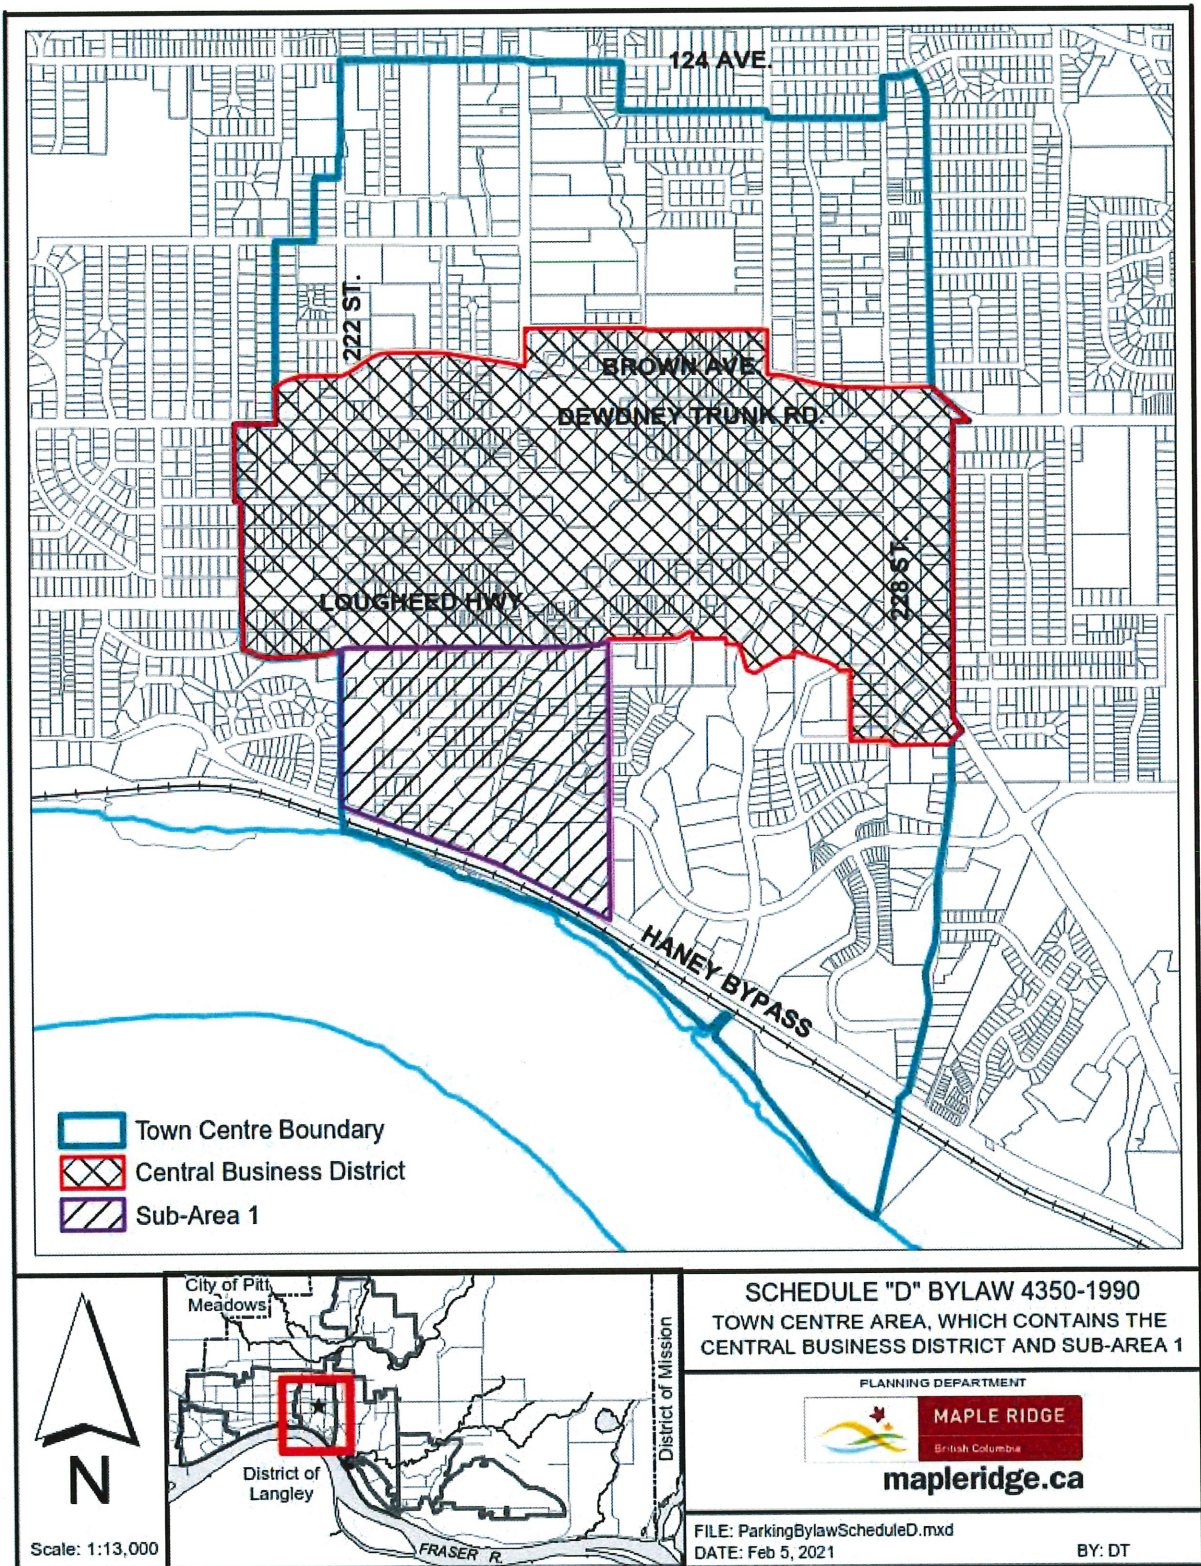 124 AVE.
222 ST.
BROWN AVE.
DEWDNEY TRUNK RD.
228 ST.
LOUGHEED HWY.
HANEY BYPASS
Town Centre Boundary
Central Business District
Sub-Area 1
N
Scale: 1:13,000
City of Pitt
Meadows
District of Mission
District of
Langley
FRASER R.
SCHEDULE "D" BYLAW 4350-1990
TOWN CENTRE AREA, WHICH CONTAINS THE
CENTRAL BUSINESS DISTRICT AND SUB-AREA 1
PLANNING DEPARTMENT
MAPLE RIDGE
British Columbia
mapleridge.ca
FILE: ParkingBylawScheduleD.mxd
DATE: Feb 5, 2021
BY: DT